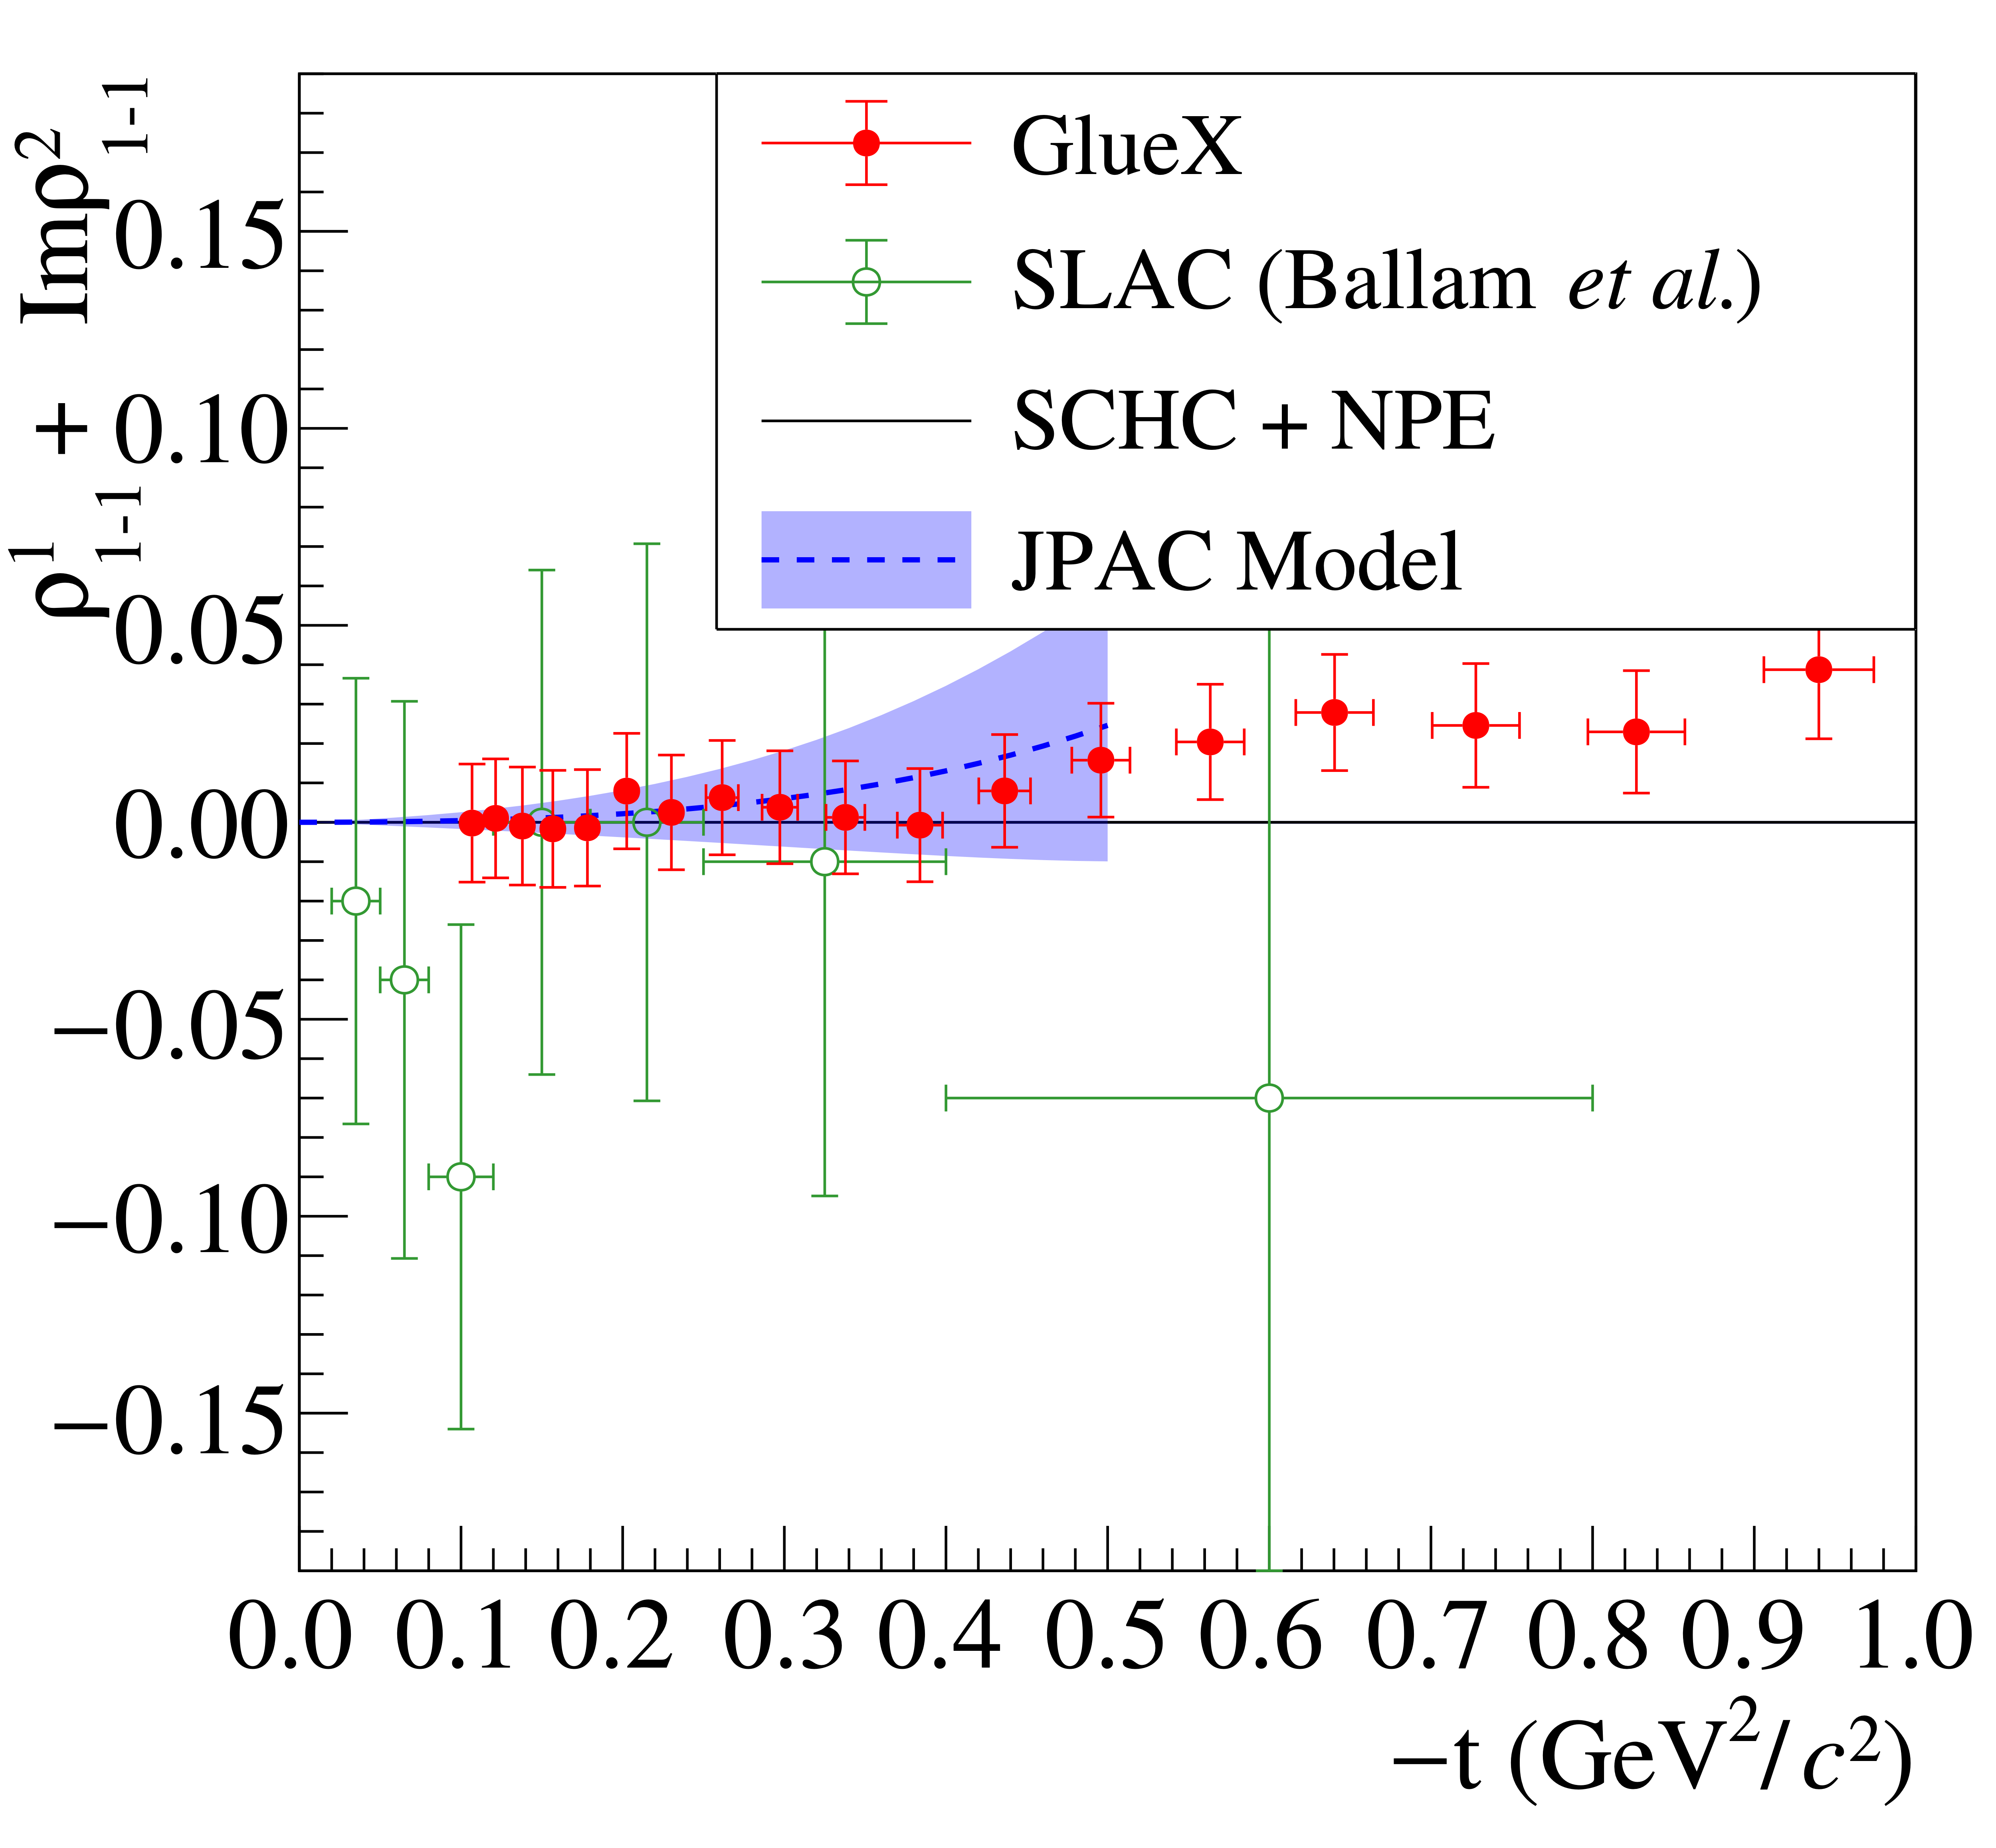 ρ¹₁₋₁ + Imρ²₁₋₁
GlueX
SLAC (Ballam et al.)
SCHC + NPE
JPAC Model
0.15
0.10
0.05
0.00
−0.05
−0.10
−0.15
0.0 0.1 0.2 0.3 0.4 0.5 0.6 0.7 0.8 0.9 1.0
−t (GeV²/c²)